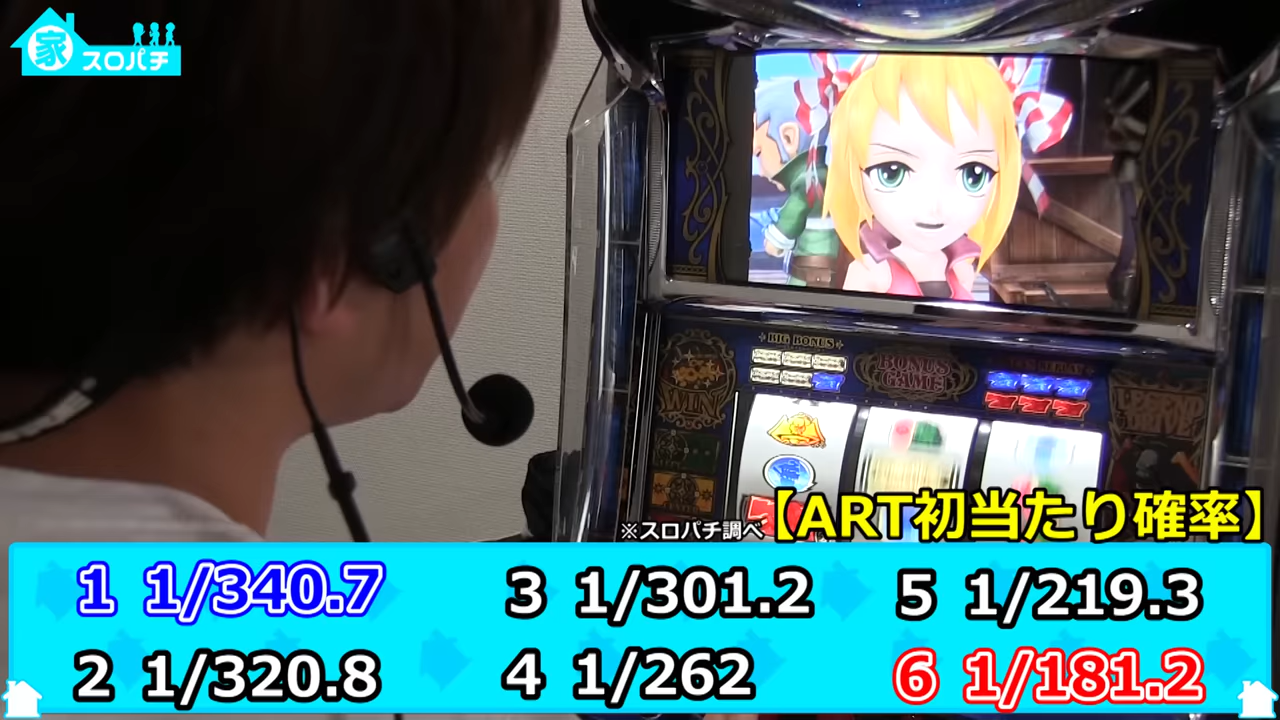 家 スロパチ
BIG BONUS
BONUS
GAME
WIN
※スロパチ調べ【ART初当たり確率】
1 1/340.7 3 1/301.2 5 1/219.3
2 1/320.8 4 1/262 6 1/181.2